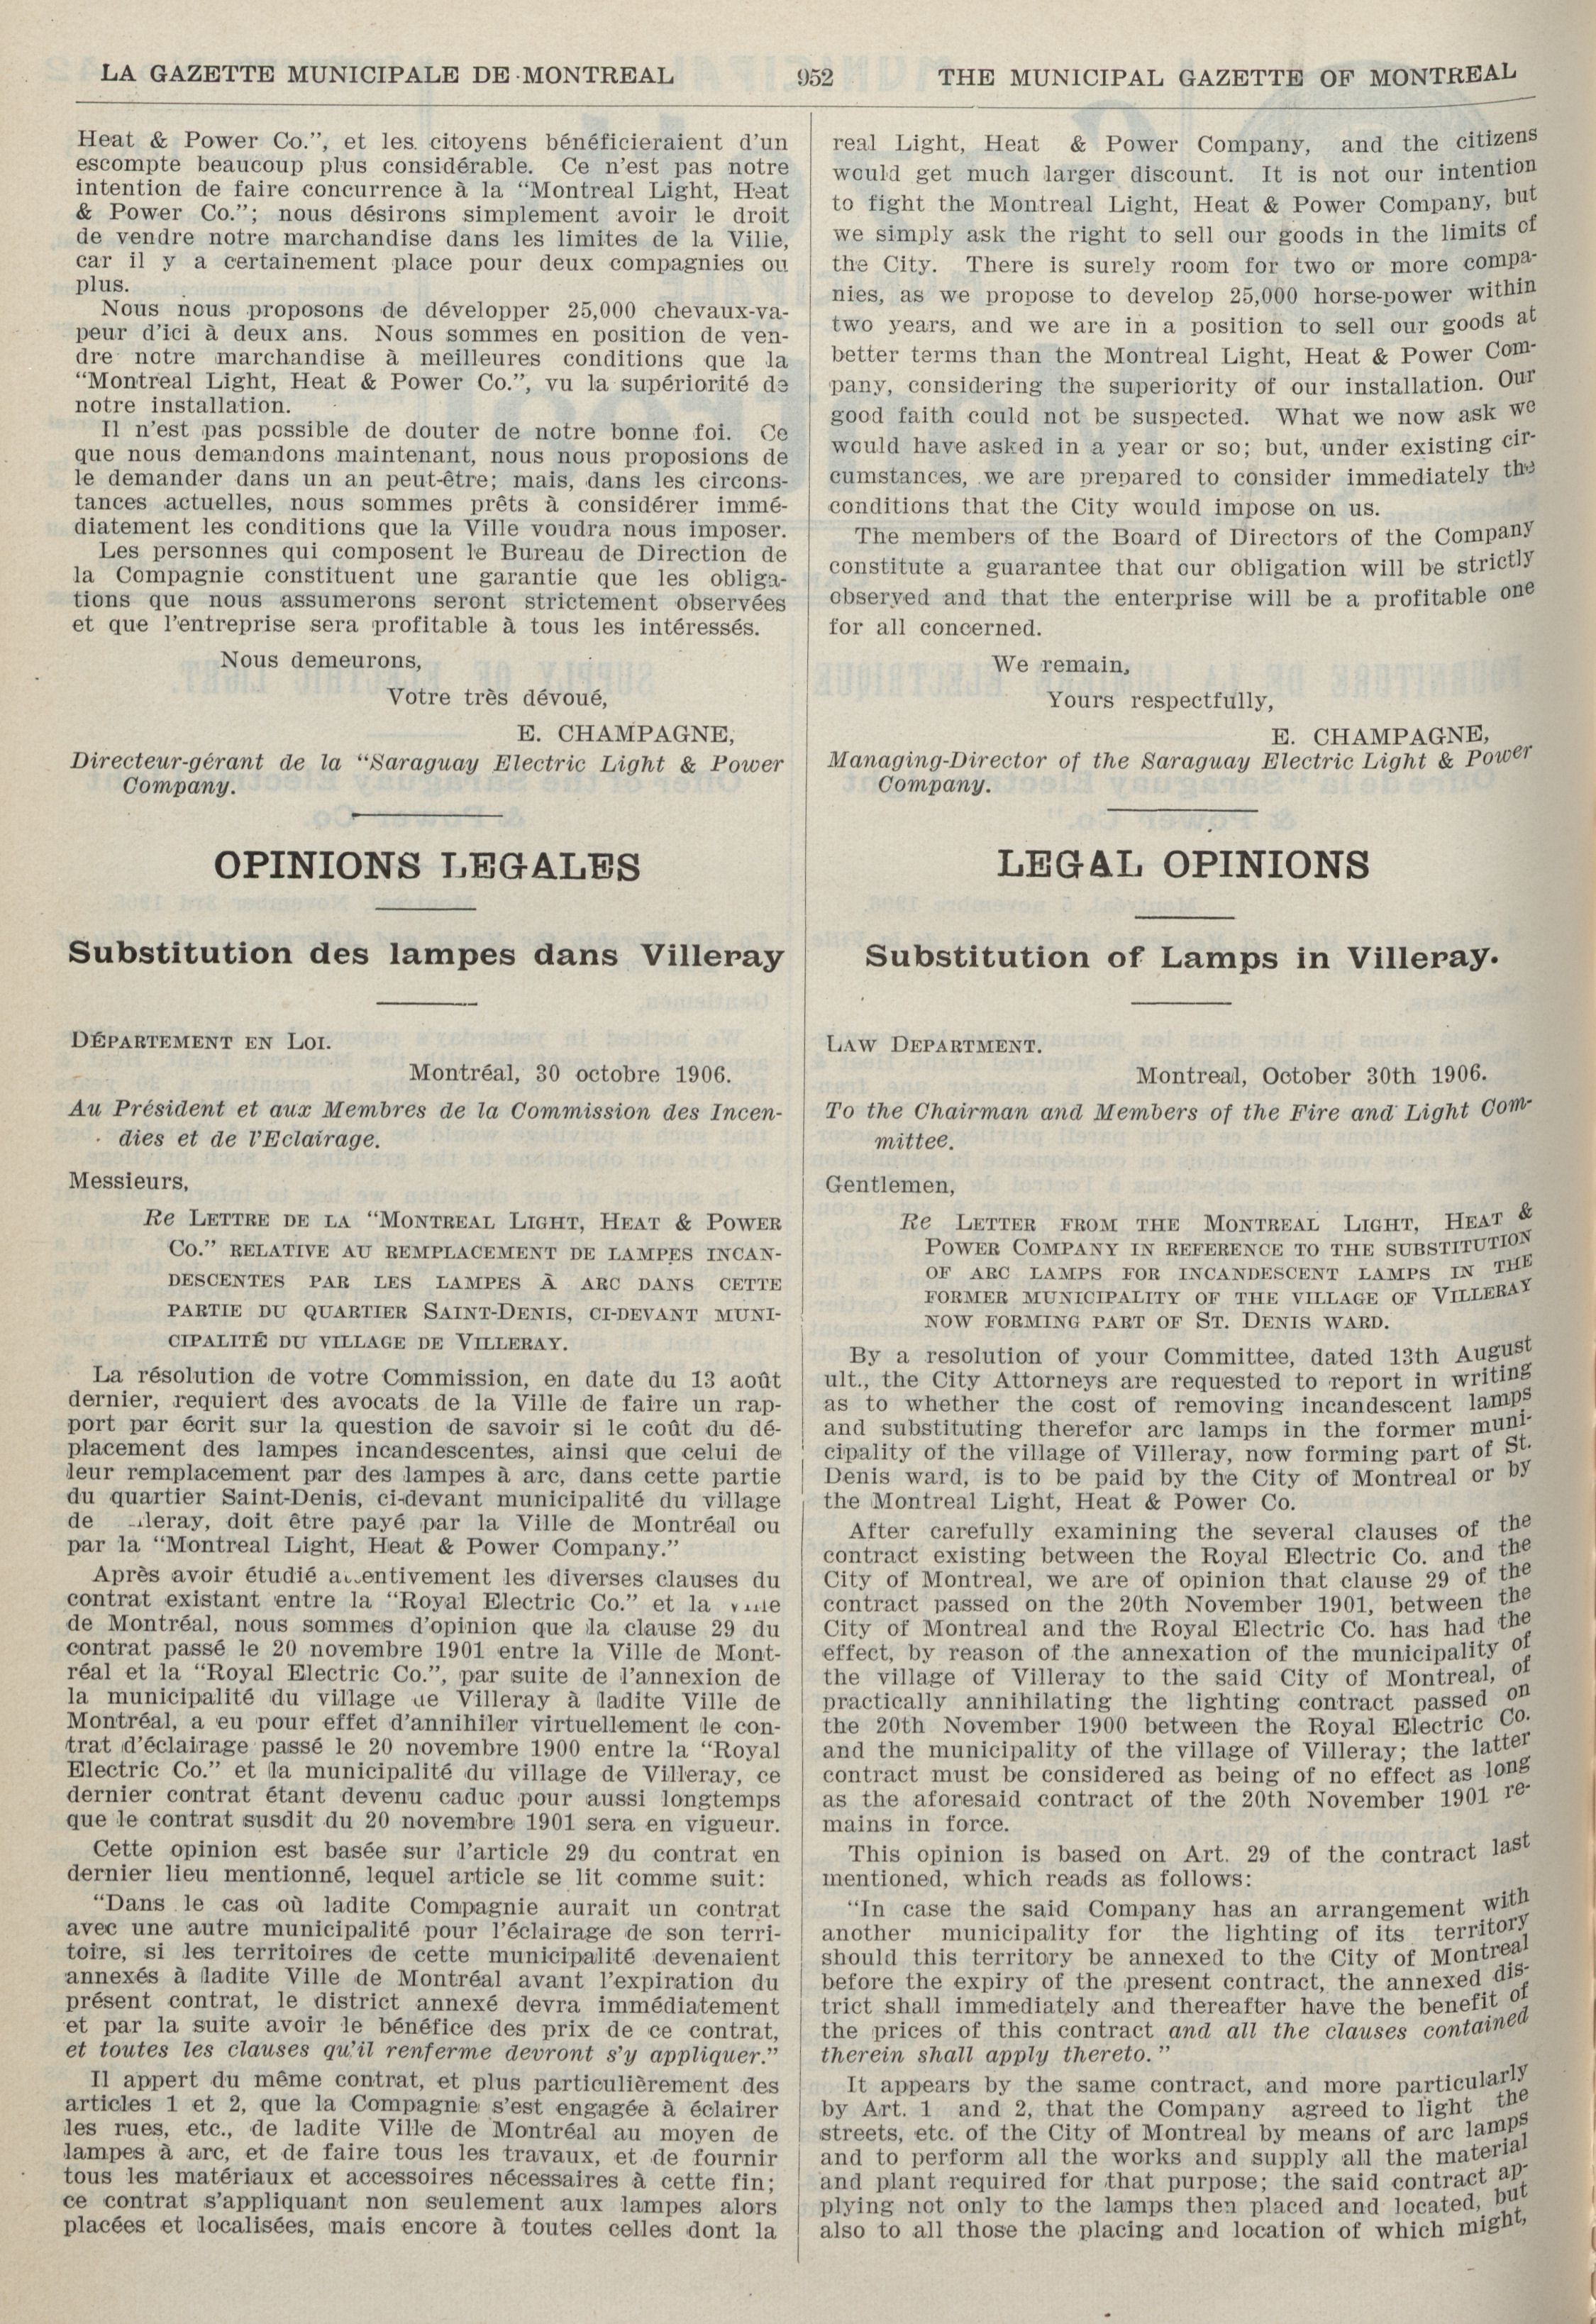 LA GAZETTE MUNICIPALE DE MONTREAL 952 THE MUNICIPAL GAZETTE OF MONTREAL
Heat & Power Co.", et les citoyens bénéficieraient d'un
escompte beaucoup plus considérable. Ce n'est pas notre
intention de faire concurrence à la "Montreal Light, Heat
& Power Co."; nous désirons simplement avoir le droit
de vendre notre marchandise dans les limites de la Ville,
car il y a certainement place pour deux compagnies ou
plus.
Nous nous proposons de développer 25,000 chevaux-va-
peur d'ici à deux ans. Nous sommes en position de ven-
dre notre marchandise à meilleures conditions que la
"Montreal Light, Heat & Power Co.", vu la supériorité de
notre installation.
Il n'est pas possible de douter de notre bonne foi. Ce
que nous demandons maintenant, nous nous proposions de
le demander dans un an peut-être; mais, dans les circons-
tances actuelles, nous sommes prêts à considérer immé-
diatement les conditions que la Ville voudra nous imposer.
Les personnes qui composent le Bureau de Direction de
la Compagnie constituent une garantie que les obliga-
tions que nous assumerons seront strictement observées
et que l'entreprise sera profitable à tous les intéressés.
Nous demeurons,
Votre très dévoué,
E. CHAMPAGNE,
Directeur-gérant de la "Saraguay Electric Light & Power
Company.
OPINIONS LEGALES
Substitution des lampes dans Villeray
DÉPARTEMENT EN LOI.
Montréal, 30 octobre 1906.
Au Président et aux Membres de la Commission des Incen-
dies et de l'Eclairage.
Messieurs,
Re LETTRE DE LA "MONTREAL LIGHT, HEAT & POWER
CO." RELATIVE AU REMPLACEMENT DE LAMPES INCAN-
DESCENTES PAR LES LAMPES À ARC DANS CETTE
PARTIE DU QUARTIER SAINT-DENIS, CI-DEVANT MUNI-
CIPALITÉ DU VILLAGE DE VILLERAY.
La résolution de votre Commission, en date du 13 août
dernier, requiert des avocats de la Ville de faire un rap-
port par écrit sur la question de savoir si le coût du dé-
placement des lampes incandescentes, ainsi que celui de
leur remplacement par des lampes à arc, dans cette partie
du quartier Saint-Denis, ci-devant municipalité du village
de leray, doit être payé par la Ville de Montréal ou
par la "Montreal Light, Heat & Power Company."
Après avoir étudié a..entivement les diverses clauses du
contrat existant entre la "Royal Electric Co." et la
de Montréal, nous sommes d'opinion que la clause 29 du
contrat passé le 20 novembre 1901 entre la Ville de Mont-
réal et la "Royal Electric Co.", par suite de l'annexion de
la municipalité du village de Villeray à ladite Ville de
Montréal, a eu pour effet d'annihiler virtuellement le con-
trat d'éclairage passé le 20 novembre 1900 entre la "Royal
Electric Co." et la municipalité du village de Villeray, ce
dernier contrat étant devenu caduc pour aussi longtemps
que le contrat susdit du 20 novembre 1901 sera en vigueur.
Cette opinion est basée sur l'article 29 du contrat en
dernier lieu mentionné, lequel article se lit comme suit:
"Dans le cas où ladite Compagnie aurait un contrat
avec une autre municipalité pour l'éclairage de son terri-
toire, si les territoires de cette municipalité devenaient
annexés à ladite Ville de Montréal avant l'expiration du
présent contrat, le district annexé devra immédiatement
et par la suite avoir le bénéfice des prix de ce contrat,
et toutes les clauses qu'il renferme devront s'y appliquer."
Il appert du même contrat, et plus particulièrement des
articles 1 et 2, que la Compagnie s'est engagée à éclairer
les rues, etc., de ladite Ville de Montréal au moyen de
lampes à arc, et de faire tous les travaux, et de fournir
tous les matériaux et accessoires nécessaires à cette fin;
ce contrat s'appliquant non seulement aux lampes alors
placées et localisées, mais encore à toutes celles dont la
real Light, Heat & Power Company, and the citizens
would get much larger discount. It is not our intention
to fight the Montreal Light, Heat & Power Company, but
we simply ask the right to sell our goods in the limits of
the City. There is surely room for two or more compa-
nies, as we propose to develop 25,000 horse-power within
two years, and we are in a position to sell our goods at
better terms than the Montreal Light, Heat & Power Com-
pany, considering the superiority of our installation. Our
good faith could not be suspected. What we now ask we
would have asked in a year or so; but, under existing cir-
cumstances, we are prepared to consider immediately the
conditions that the City would impose on us.
The members of the Board of Directors of the Company
constitute a guarantee that our obligation will be strictly
observed and that the enterprise will be a profitable one
for all concerned.
We remain,
Yours respectfully,
E. CHAMPAGNE,
Managing-Director of the Saraguay Electric Light & Power
Company.
LEGAL OPINIONS
Substitution of Lamps in Villeray.
LAW DEPARTMENT.
Montreal, October 30th 1906.
To the Chairman and Members of the Fire and Light Com-
mittee.
Gentlemen,
Re LETTER FROM THE MONTREAL LIGHT, HEAT &
POWER COMPANY IN REFERENCE TO THE SUBSTITUTION
OF ARC LAMPS FOR INCANDESCENT LAMPS IN THE
FORMER MUNICIPALITY OF THE VILLAGE OF VILLERAY
NOW FORMING PART OF ST. DENIS WARD.
By a resolution of your Committee, dated 13th August
ult., the City Attorneys are requested to report in writing
as to whether the cost of removing incandescent lamps
and substituting therefor arc lamps in the former muni-
cipality of the village of Villeray, now forming part of St.
Denis ward, is to be paid by the City of Montreal or by
the Montreal Light, Heat & Power Co.
After carefully examining the several clauses of the
contract existing between the Royal Electric Co. and the
City of Montreal, we are of opinion that clause 29 of the
contract passed on the 20th November 1901, between the
City of Montreal and the Royal Electric Co. has had the
effect, by reason of the annexation of the municipality of
the village of Villeray to the said City of Montreal, of
practically annihilating the lighting contract passed on
the 20th November 1900 between the Royal Electric Co.
and the municipality of the village of Villeray; the latter
contract must be considered as being of no effect as long
as the aforesaid contract of the 20th November 1901 re-
mains in force.
This opinion is based on Art. 29 of the contract last
mentioned, which reads as follows:
"In case the said Company has an arrangement with
another municipality for the lighting of its territory
should this territory be annexed to the City of Montreal
before the expiry of the present contract, the annexed dis-
trict shall immediately and thereafter have the benefit of
the prices of this contract and all the clauses contained
therein shall apply thereto."
It appears by the same contract, and more particularly
by Art. 1 and 2, that the Company agreed to light the
streets, etc. of the City of Montreal by means of arc lamps
and to perform all the works and supply all the material
and plant required for that purpose; the said contract ap-
plying not only to the lamps then placed and located, but
also to all those the placing and location of which might,